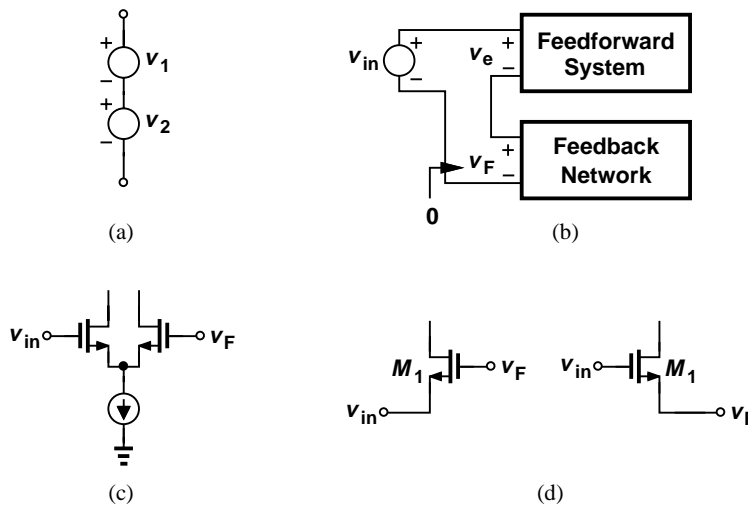 +
v1
−
+
v2
−
(a)
vin
+
−
ve
+
−
Feedforward
System
+
vF
−
Feedback
Network
0
(b)
vin
vF
(c)
M1
vF
vin
vin
M1
(d)